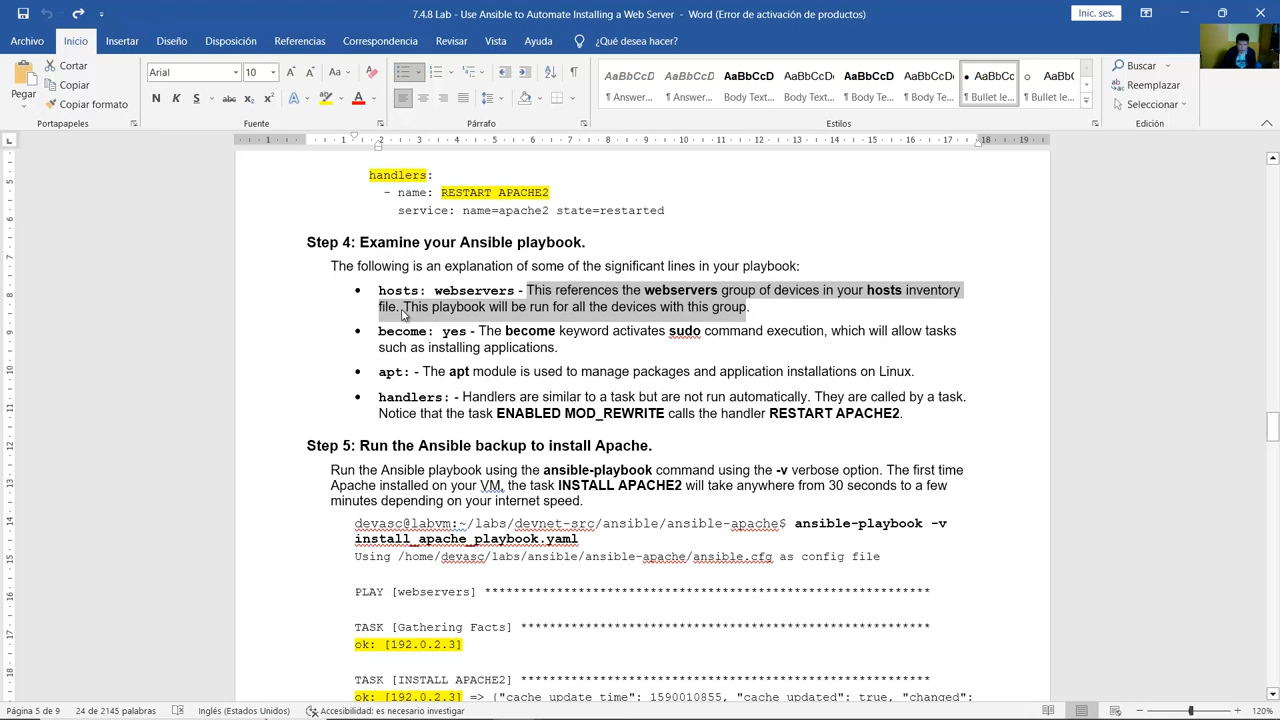 7.4.8 Lab - Use Ansible to Automate Installing a Web Server - Word (Error de activación de productos)
Inic. ses.
Archivo Inicio Insertar Diseño Disposición Referencias Correspondencia Revisar Vista Ayuda ¿Qué desea hacer?
Pegar
Cortar
Copiar
Copiar formato
Portapapeles
Arial 10
Fuente
Párrafo
AaBbCcD AaBbCcD AaBbCcD AaBbCcD AaBbCcD AaBbCcD AaBbCc AaBbC
¶ Answer... ¶ Answer... Body Text... Body Text... Body Text... Body Text... ¶ Bullet le... ¶ Bullet le...
Estilos
Buscar
Reemplazar
Seleccionar
Edición
handlers:
- name: RESTART APACHE2
service: name=apache2 state=restarted
Step 4: Examine your Ansible playbook.
The following is an explanation of some of the significant lines in your playbook:
• hosts: webservers - This references the webservers group of devices in your hosts inventory
file. This playbook will be run for all the devices with this group.
• become: yes - The become keyword activates sudo command execution, which will allow tasks
such as installing applications.
• apt: - The apt module is used to manage packages and application installations on Linux.
• handlers: - Handlers are similar to a task but are not run automatically. They are called by a task.
Notice that the task ENABLED MOD_REWRITE calls the handler RESTART APACHE2.
Step 5: Run the Ansible backup to install Apache.
Run the Ansible playbook using the ansible-playbook command using the -v verbose option. The first time
Apache installed on your VM, the task INSTALL APACHE2 will take anywhere from 30 seconds to a few
minutes depending on your internet speed.
devasc@labvm:~/labs/devnet-src/ansible/ansible-apache$ ansible-playbook -v
install_apache_playbook.yaml
Using /home/devasc/labs/ansible/ansible-apache/ansible.cfg as config file
PLAY [webservers] *************************************************************
TASK [Gathering Facts] ********************************************************
ok: [192.0.2.3]
TASK [INSTALL APACHE2] ********************************************************
ok: [192.0.2.3] => {"cache_update_time": 1590010855, "cache_updated": true, "changed":
Página 5 de 9 24 de 2145 palabras Inglés (Estados Unidos) Accesibilidad: es necesario investigar 120%